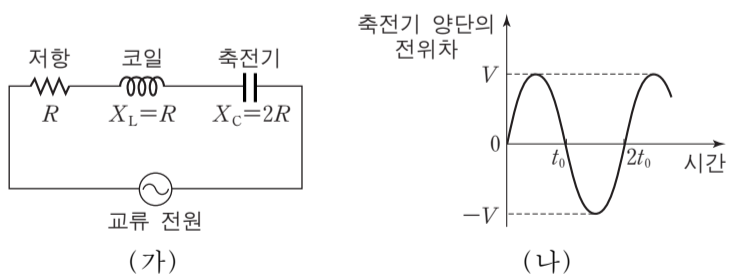 저항 코일 축전기
R X_L=R X_C=2R
교류 전원
(가)
축전기 양단의
전위차
V
0 t₀ 2t₀ 시간
−V
(나)